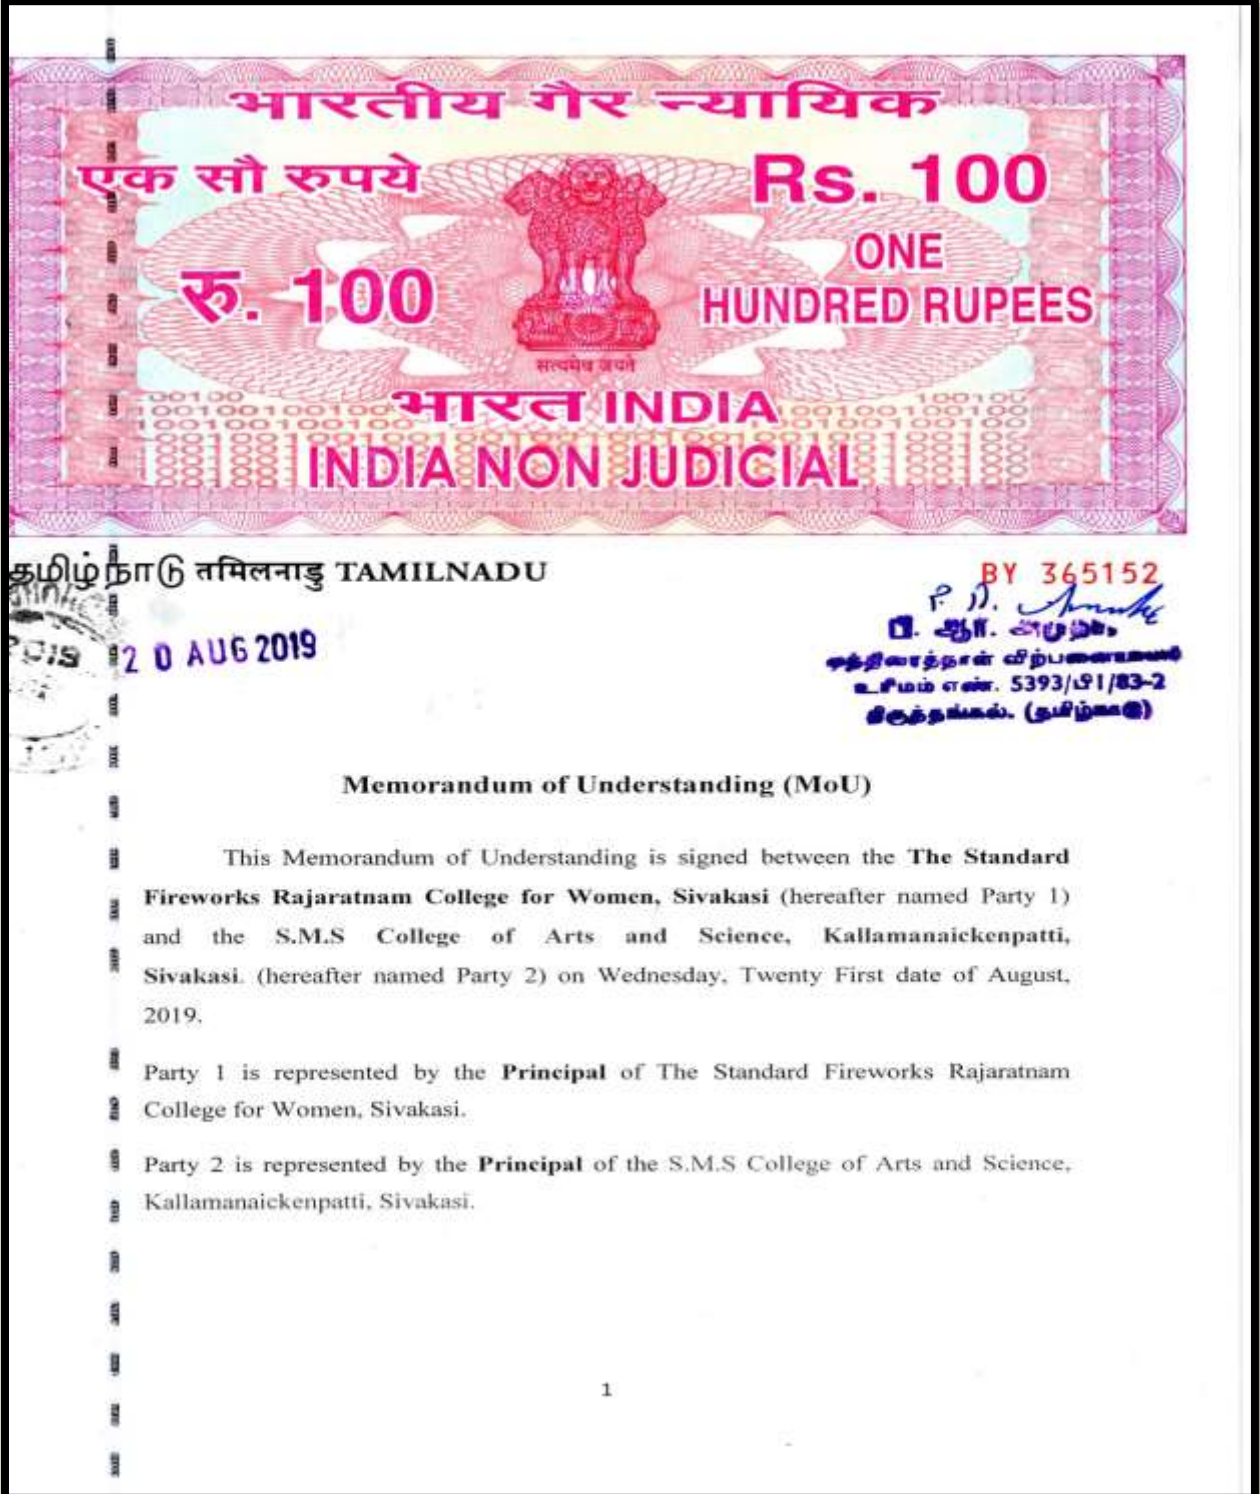 भारतीय गैर न्यायिक
एक सौ रुपये
Rs. 100
रु. 100
ONE
HUNDRED RUPEES
सत्यमेव जयते
भारत INDIA
INDIA NON JUDICIAL
தமிழ்நாடு तमिलनाडु TAMILNADU
BY 365152
20 AUG 2019
பி. ஆர்.
முத்திரைத்தாள்
உரிமம் எண். 5393/பி1/83-2
திருத்தங்கல். (தமிழ்நாடு)
Memorandum of Understanding (MoU)
This Memorandum of Understanding is signed between the The Standard
Fireworks Rajaratnam College for Women, Sivakasi (hereafter named Party 1)
and the S.M.S College of Arts and Science, Kallamanaickenpatti,
Sivakasi. (hereafter named Party 2) on Wednesday, Twenty First date of August,
2019.
Party 1 is represented by the Principal of The Standard Fireworks Rajaratnam
College for Women, Sivakasi.
Party 2 is represented by the Principal of the S.M.S College of Arts and Science,
Kallamanaickenpatti, Sivakasi.
1